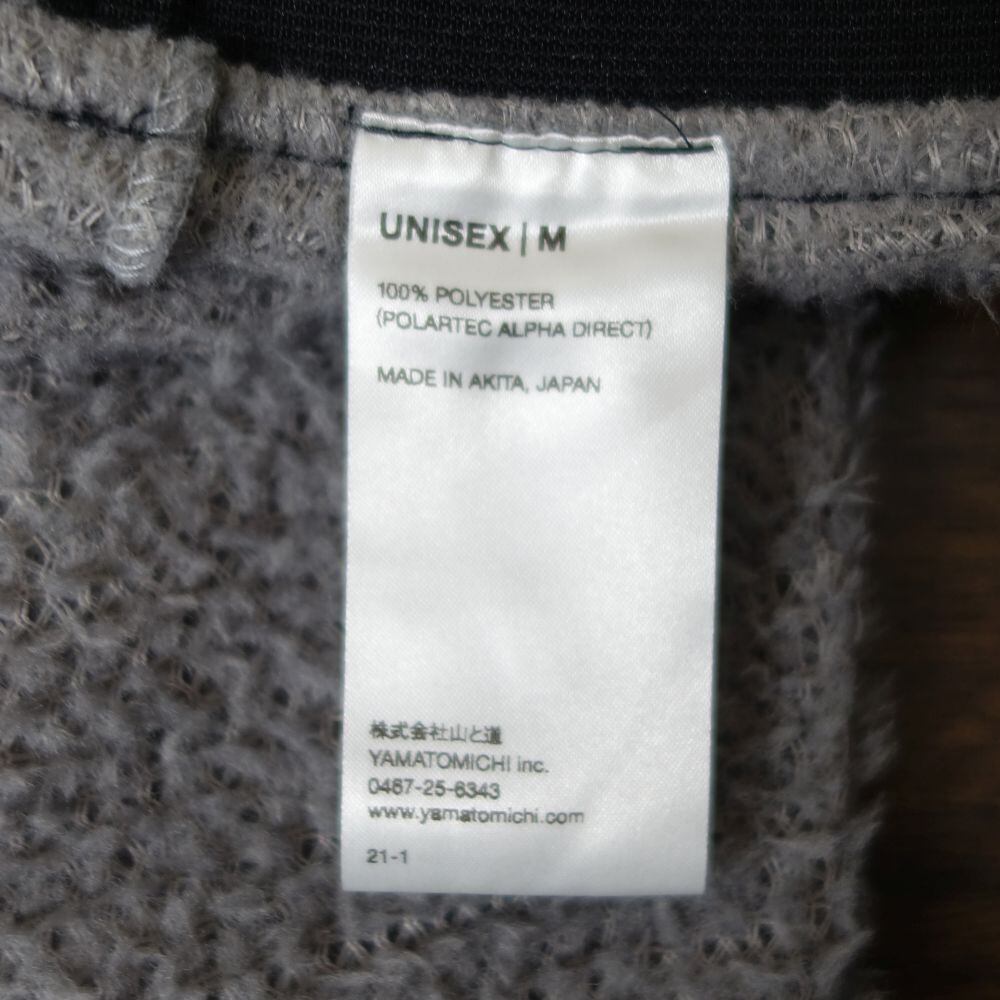 UNISEX | M
100% POLYESTER
(POLARTEC ALPHA DIRECT)
MADE IN AKITA, JAPAN
株式会社山と道
YAMATOMICHI inc.
0467-25-6343
www.yamatomichi.com
21-1